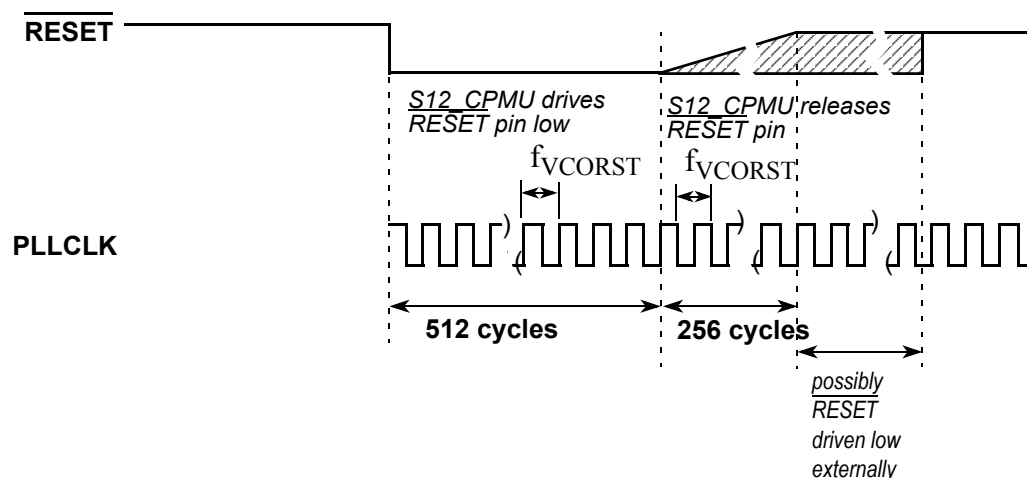 RESET
S12_CPMU drives
RESET pin low
S12_CPMU releases
RESET pin
fVCORST
fVCORST
PLLCLK
512 cycles
256 cycles
possibly
RESET
driven low
externally